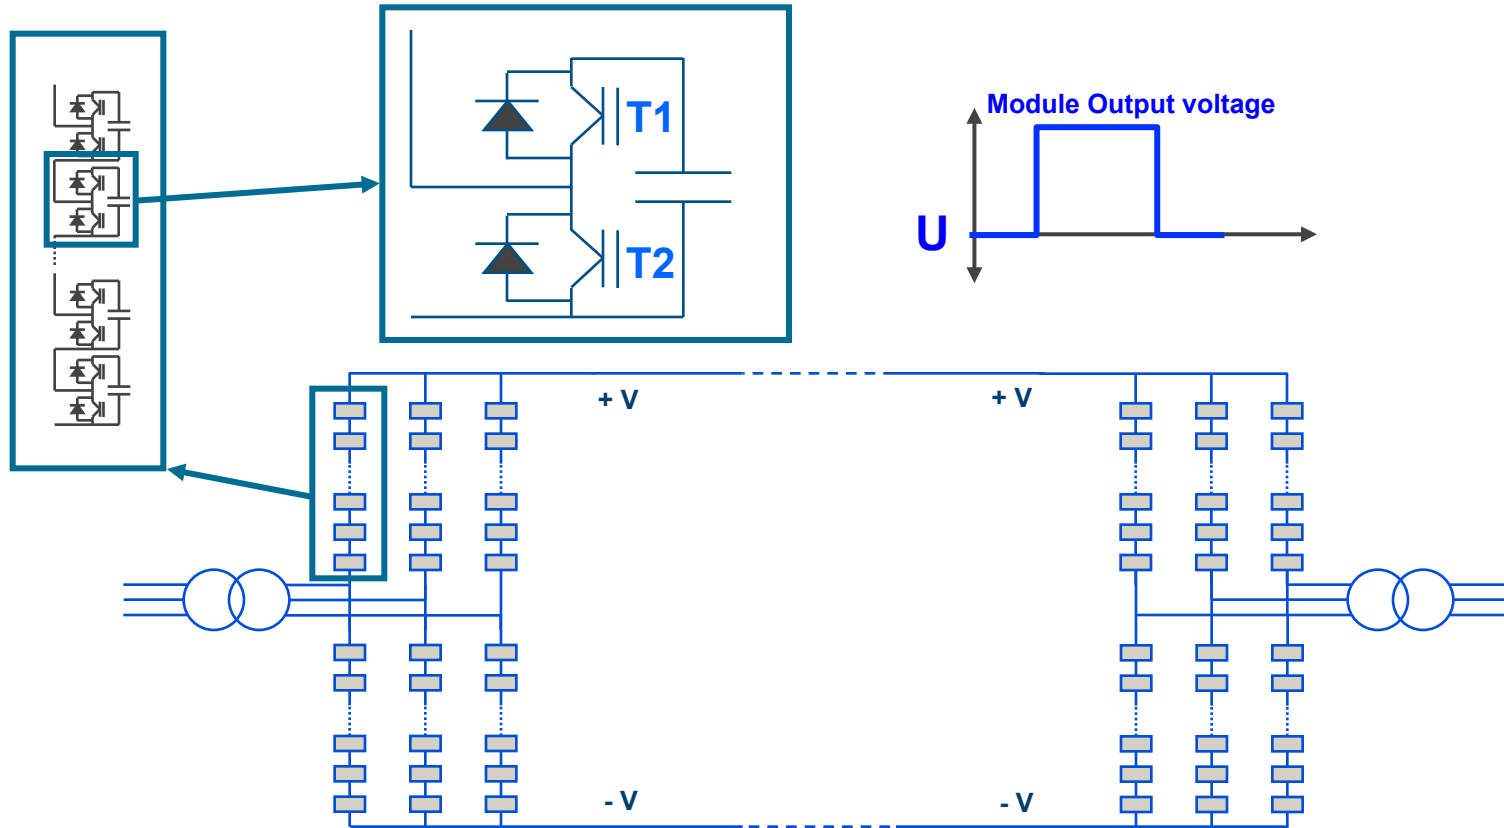 T1
T2
Module Output voltage
U
+ V
+ V
- V
- V